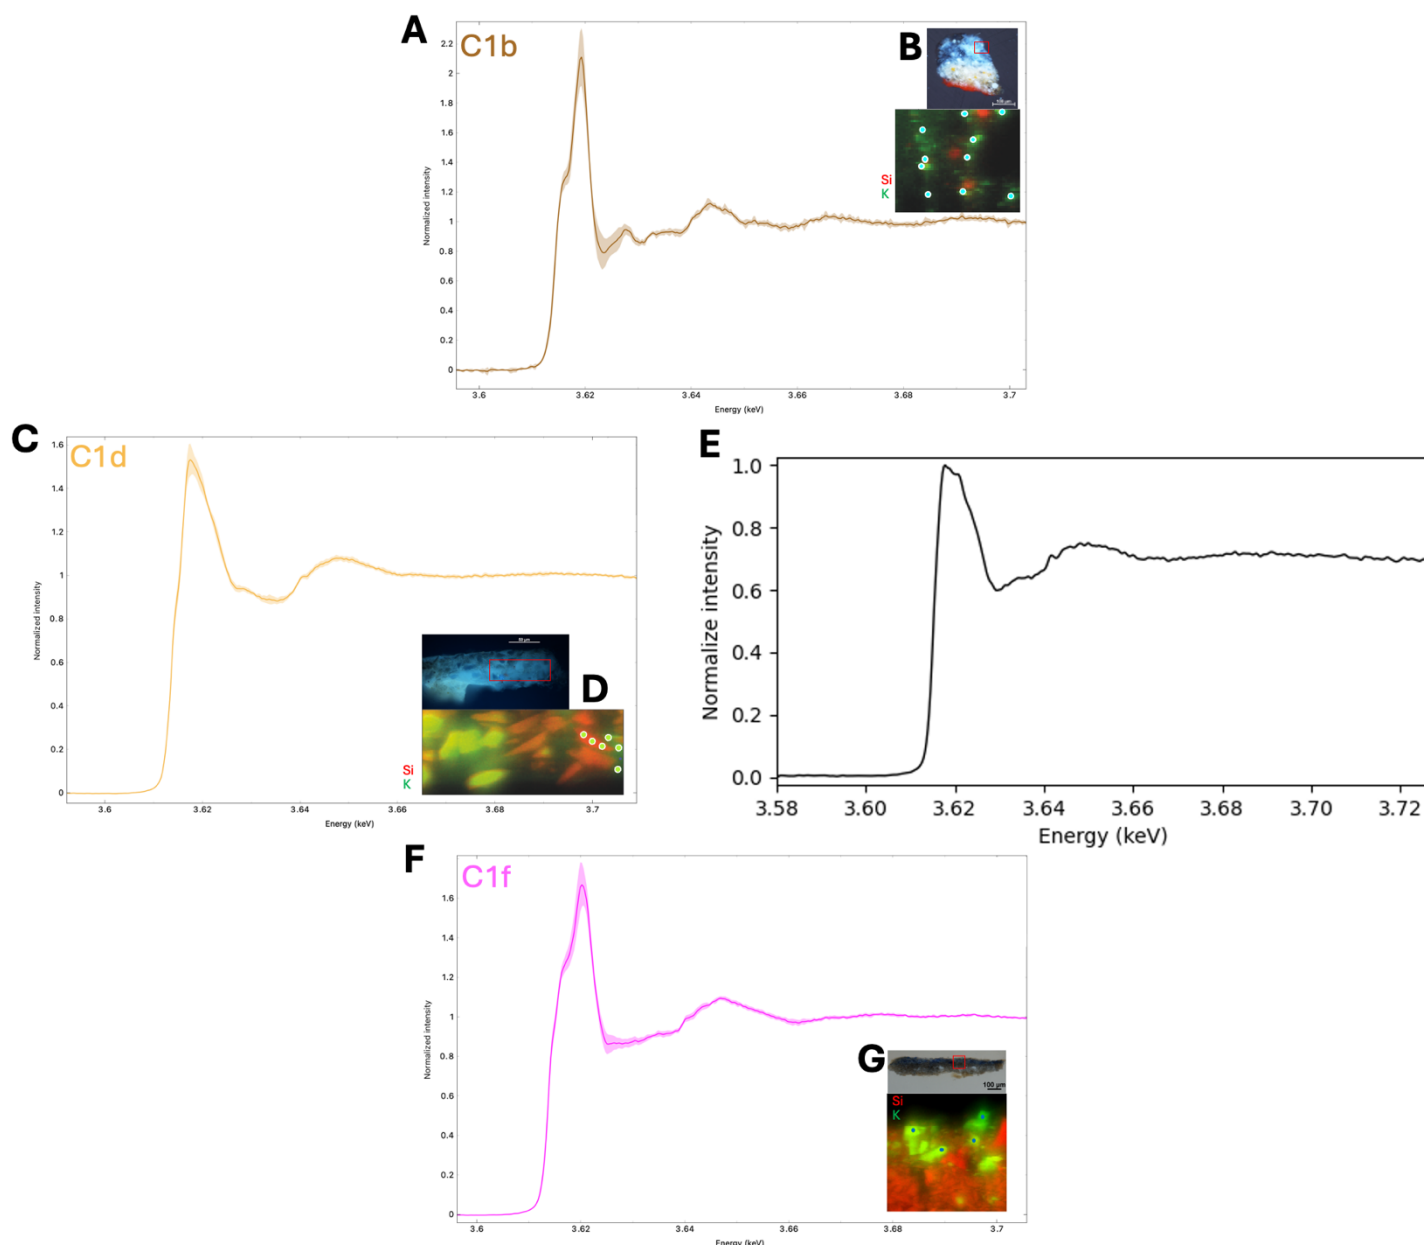 A
C1b
2.2
2
1.8
1.6
1.4
1.2
1
0.8
0.6
0.4
0.2
0
Normalized intensity
3.6
3.62
3.64
3.66
3.68
3.7
Energy (keV)
B
Si
K
C
C1d
1.6
1.4
1.2
1
0.8
0.6
0.4
0.2
0
Normalized intensity
3.6
3.62
3.64
3.66
3.68
3.7
Energy (keV)
D
Si
K
E
1.0
0.8
0.6
0.4
0.2
0.0
Normalize intensity
3.58
3.60
3.62
3.64
3.66
3.68
3.70
3.72
Energy (keV)
F
C1f
1.6
1.4
1.2
1
0.8
0.6
0.4
0.2
0
Normalized intensity
3.6
3.62
3.64
3.66
3.68
3.7
Energy (keV)
G
100 µm
Si
K